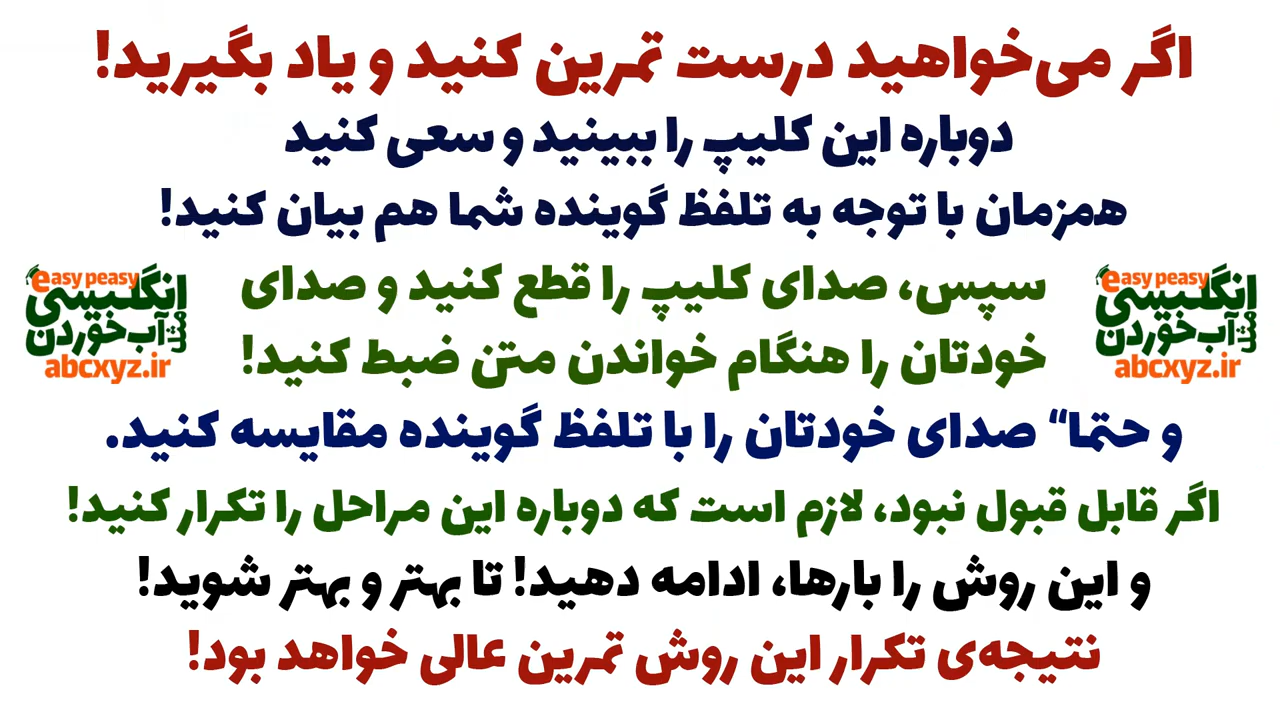 اگر می‌خواهید درست تمرین کنید و یاد بگیرید!
دوباره این کلیپ را ببینید و سعی کنید
همزمان با توجه به تلفظ گوینده شما هم بیان کنید!
سپس، صدای کلیپ را قطع کنید و صدای
خودتان را هنگام خواندن متن ضبط کنید!
easy peasy
انگلیسی
مثل آب‌خوردن
abcxyz.ir
easy peasy
انگلیسی
مثل آب‌خوردن
abcxyz.ir
و حتما“ صدای خودتان را با تلفظ گوینده مقایسه کنید.
اگر قابل قبول نبود، لازم است که دوباره این مراحل را تکرار کنید!
و این روش را بارها، ادامه دهید! تا بهتر و بهتر شوید!
نتیجه‌ی تکرار این روش تمرین عالی خواهد بود!